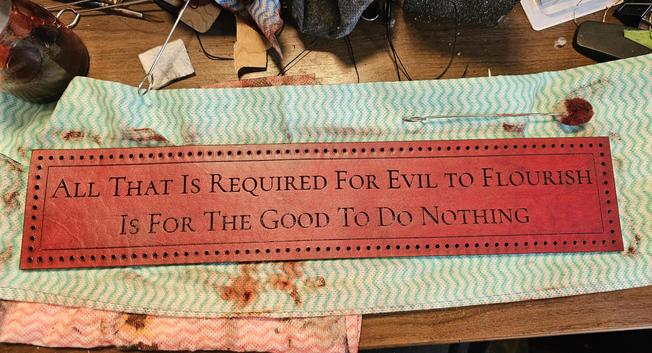 All That Is Required For Evil to Flourish
Is For The Good To Do Nothing